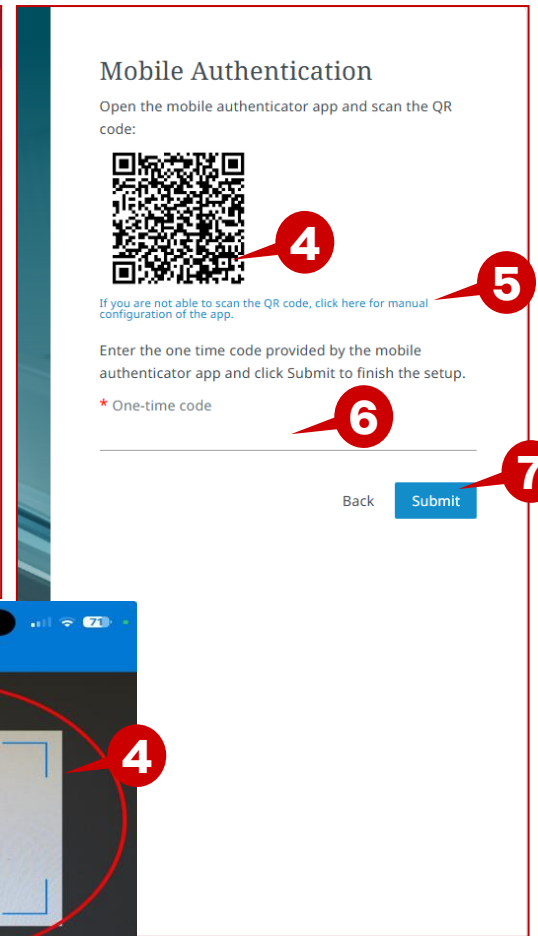 Mobile Authentication
Open the mobile authenticator app and scan the QR
code:
4
If you are not able to scan the QR code, click here for manual
configuration of the app.
5
Enter the one time code provided by the mobile
authenticator app and click Submit to finish the setup.
* One-time code
6
7
Back
Submit
71
4